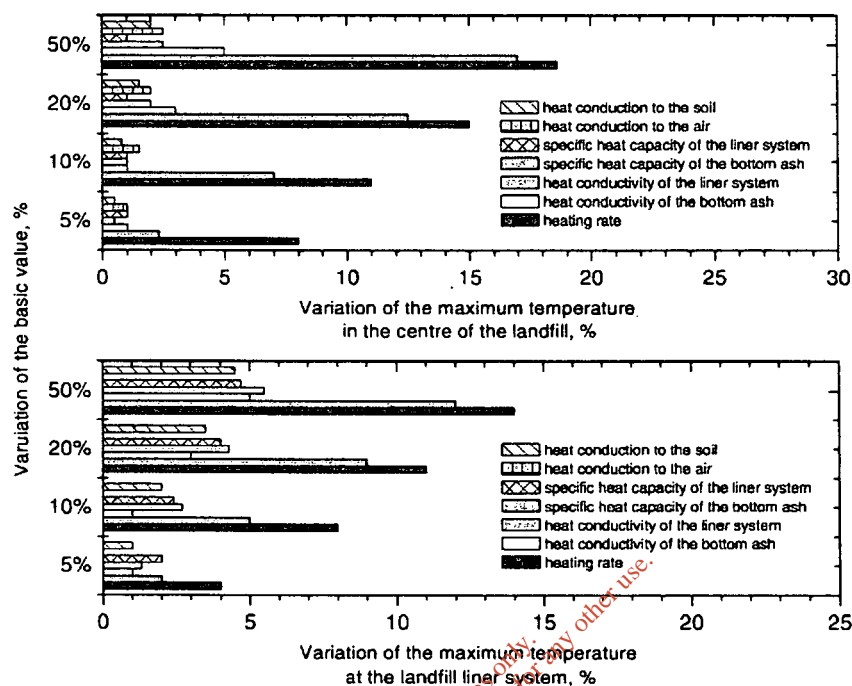 Varuiation of the basic value, %
50%
20%
10%
5%
heat conduction to the soil
heat conduction to the air
specific heat capacity of the liner system
specific heat capacity of the bottom ash
heat conductivity of the liner system
heat conductivity of the bottom ash
heating rate
0 5 10 15 20 25 30
Variation of the maximum temperature
in the centre of the landfill, %
50%
20%
10%
5%
heat conduction to the soil
heat conduction to the air
specific heat capacity of the liner system
specific heat capacity of the bottom ash
heat conductivity of the liner system
heat conductivity of the bottom ash
heating rate
0 5 10 15 20 25
Variation of the maximum temperature
at the landfill liner system, %
only.
for any other use.